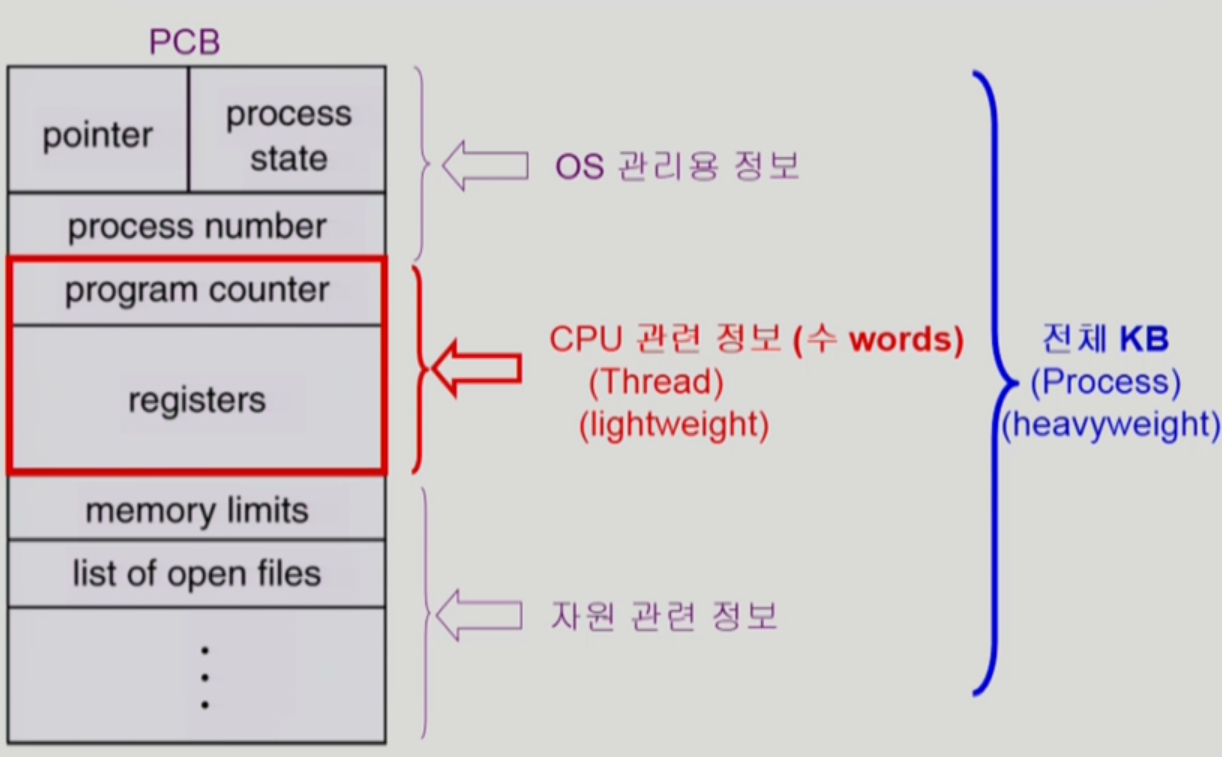 PCB
pointer
process
state
process number
program counter
registers
memory limits
list of open files
OS 관리용 정보
CPU 관련 정보 (수 words)
(Thread)
(lightweight)
자원 관련 정보
전체 KB
(Process)
(heavyweight)